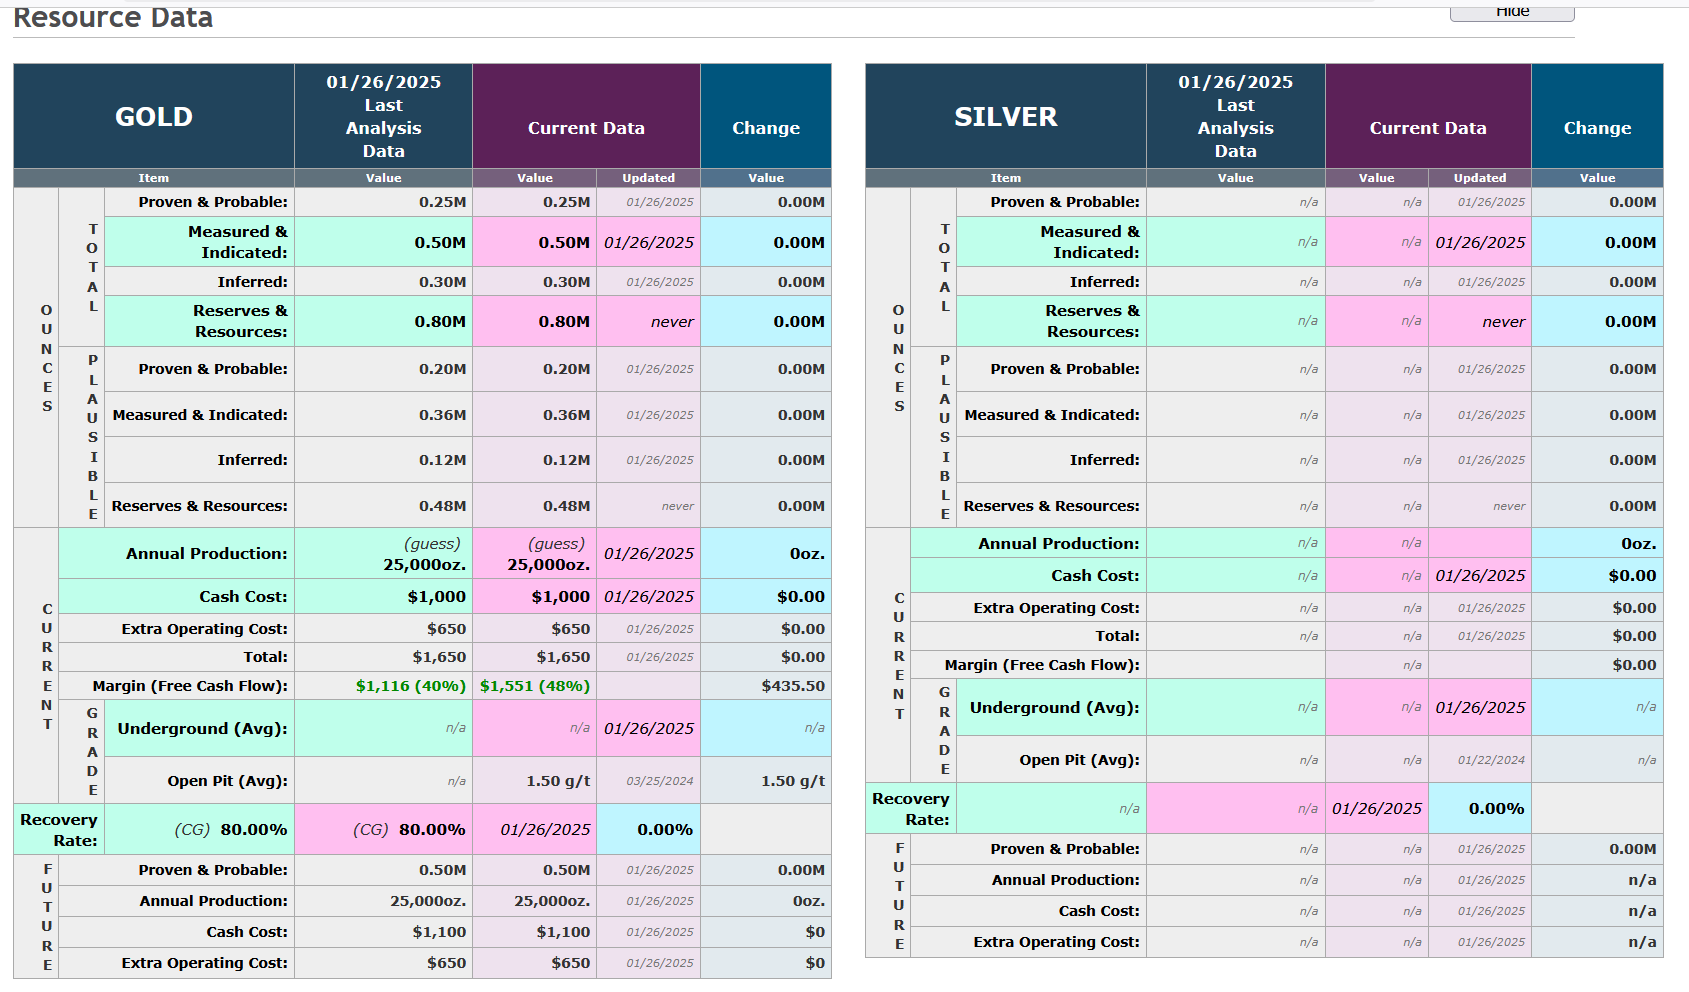 Resource Data
Hide
GOLD
01/26/2025
Last
Analysis
Data
Current Data
Change
Item Value Value Updated Value
OUNCES
TOTAL
Proven & Probable: 0.25M 0.25M 01/26/2025 0.00M
Measured &
Indicated: 0.50M 0.50M 01/26/2025 0.00M
Inferred: 0.30M 0.30M 01/26/2025 0.00M
Reserves &
Resources: 0.80M 0.80M never 0.00M
PLAUSIBLE
Proven & Probable: 0.20M 0.20M 01/26/2025 0.00M
Measured & Indicated: 0.36M 0.36M 01/26/2025 0.00M
Inferred: 0.12M 0.12M 01/26/2025 0.00M
Reserves & Resources: 0.48M 0.48M never 0.00M
CURRENT
Annual Production: (guess) 25,000oz. (guess) 25,000oz. 01/26/2025 0oz.
Cash Cost: $1,000 $1,000 01/26/2025 $0.00
Extra Operating Cost: $650 $650 01/26/2025 $0.00
Total: $1,650 $1,650 01/26/2025 $0.00
Margin (Free Cash Flow): $1,116 (40%) $1,551 (48%) $435.50
GRADE
Underground (Avg): n/a n/a 01/26/2025 n/a
Open Pit (Avg): n/a 1.50 g/t 03/25/2024 1.50 g/t
Recovery
Rate: (CG) 80.00% (CG) 80.00% 01/26/2025 0.00%
FUTURE
Proven & Probable: 0.50M 0.50M 01/26/2025 0.00M
Annual Production: 25,000oz. 25,000oz. 01/26/2025 0oz.
Cash Cost: $1,100 $1,100 01/26/2025 $0
Extra Operating Cost: $650 $650 01/26/2025 $0
SILVER
01/26/2025
Last
Analysis
Data
Current Data
Change
Item Value Value Updated Value
OUNCES
TOTAL
Proven & Probable: n/a n/a 01/26/2025 0.00M
Measured &
Indicated: n/a n/a 01/26/2025 0.00M
Inferred: n/a n/a 01/26/2025 0.00M
Reserves &
Resources: n/a n/a never 0.00M
PLAUSIBLE
Proven & Probable: n/a n/a 01/26/2025 0.00M
Measured & Indicated: n/a n/a 01/26/2025 0.00M
Inferred: n/a n/a 01/26/2025 0.00M
Reserves & Resources: n/a n/a never 0.00M
CURRENT
Annual Production: n/a n/a 0oz.
Cash Cost: n/a n/a 01/26/2025 $0.00
Extra Operating Cost: n/a n/a 01/26/2025 $0.00
Total: n/a n/a 01/26/2025 $0.00
Margin (Free Cash Flow): n/a $0.00
GRADE
Underground (Avg): n/a n/a 01/26/2025 n/a
Open Pit (Avg): n/a n/a 01/22/2024 n/a
Recovery
Rate: n/a n/a 01/26/2025 0.00%
FUTURE
Proven & Probable: n/a n/a 01/26/2025 0.00M
Annual Production: n/a n/a 01/26/2025 n/a
Cash Cost: n/a n/a 01/26/2025 n/a
Extra Operating Cost: n/a n/a 01/26/2025 n/a